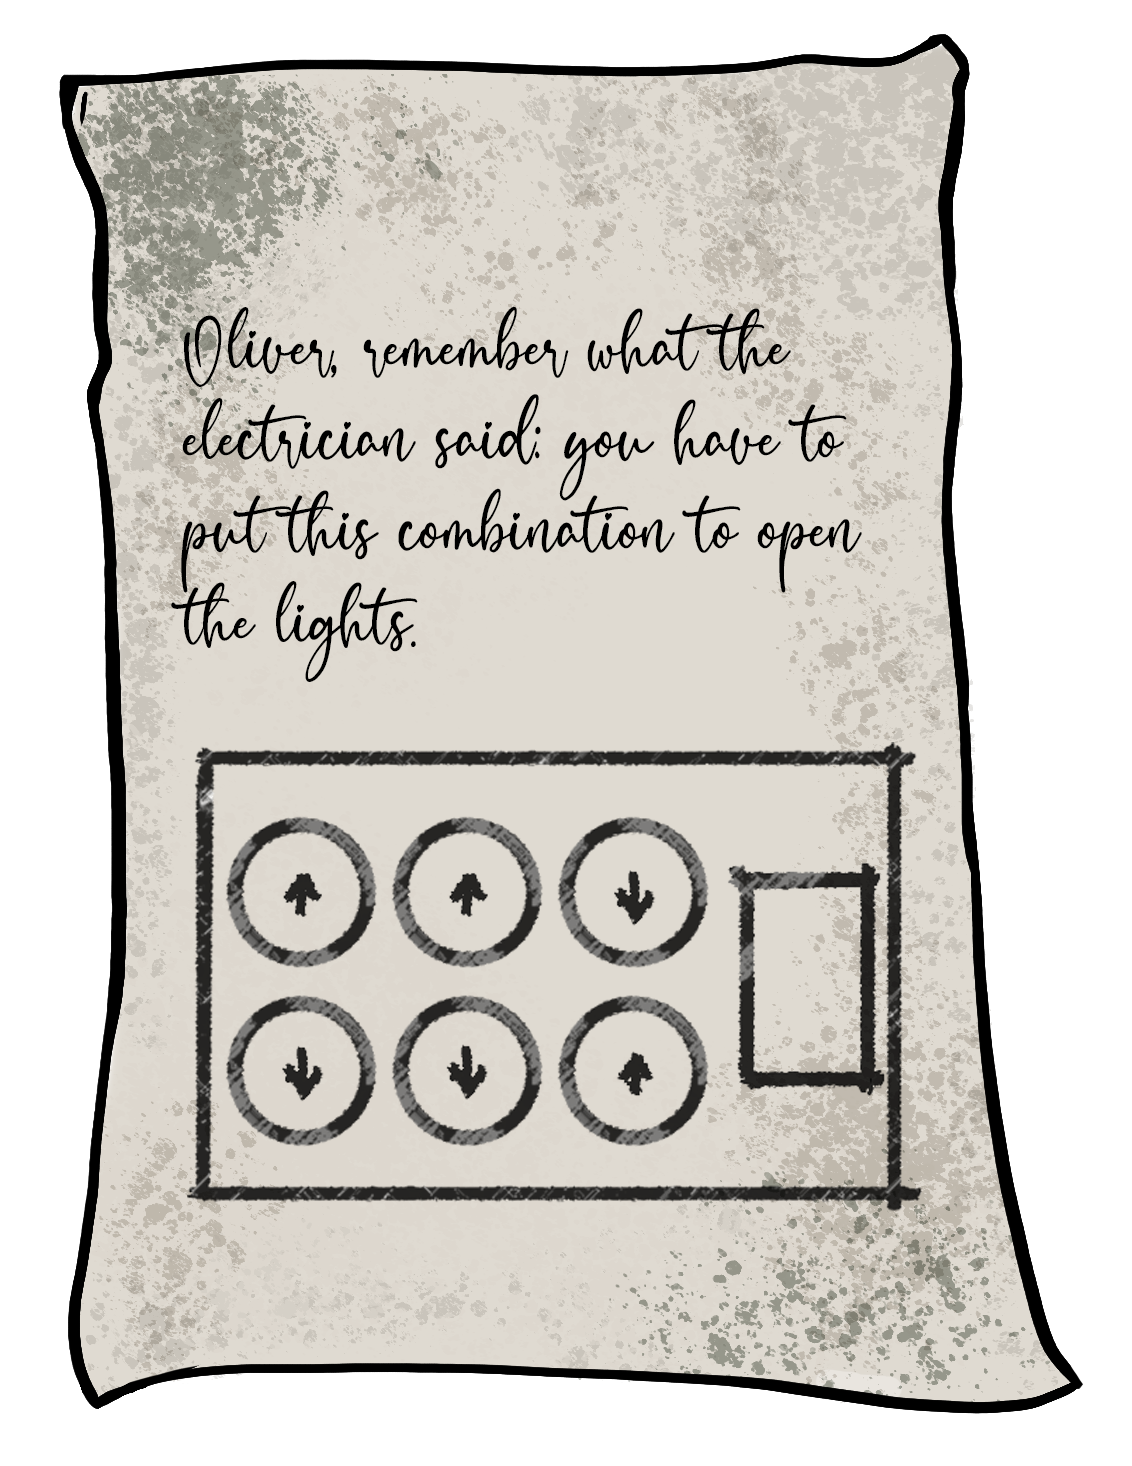 Oliver, remember what the
electrician said: you have to
put this combination to open
the lights.